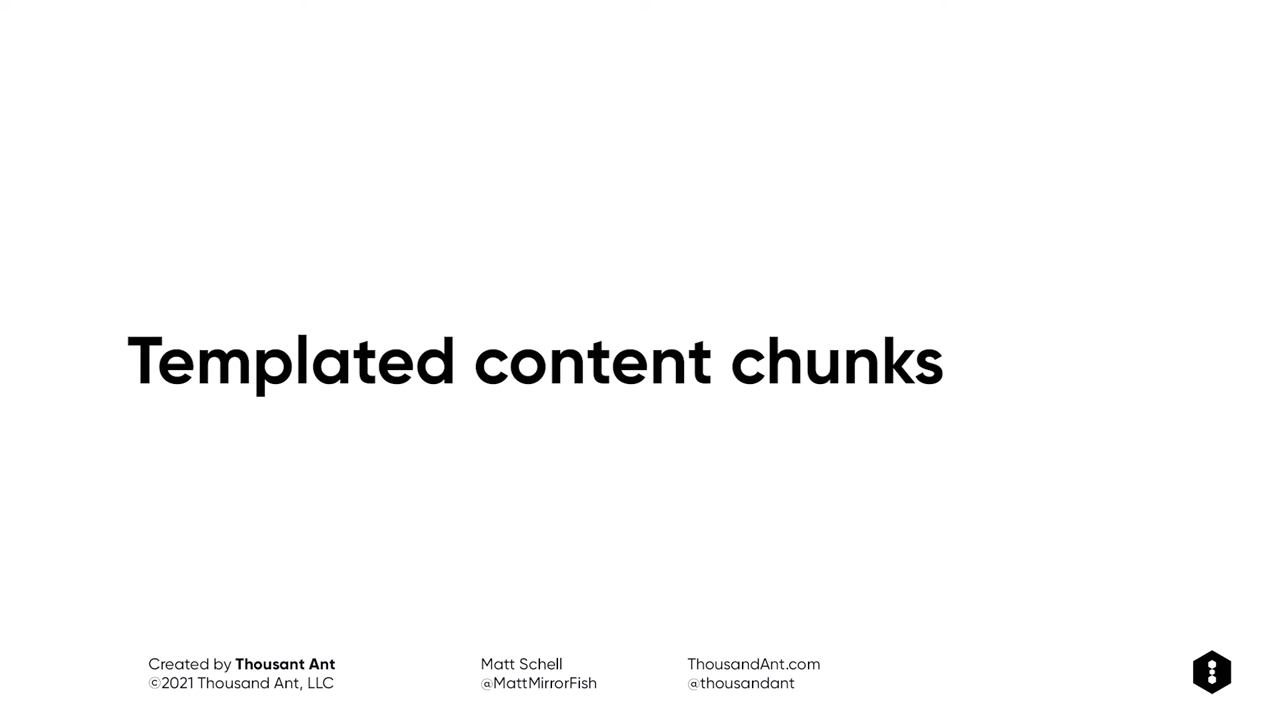 Templated content chunks
Created by Thousant Ant
©2021 Thousand Ant, LLC
Matt Schell
@MattMirrorFish
ThousandAnt.com
@thousandant